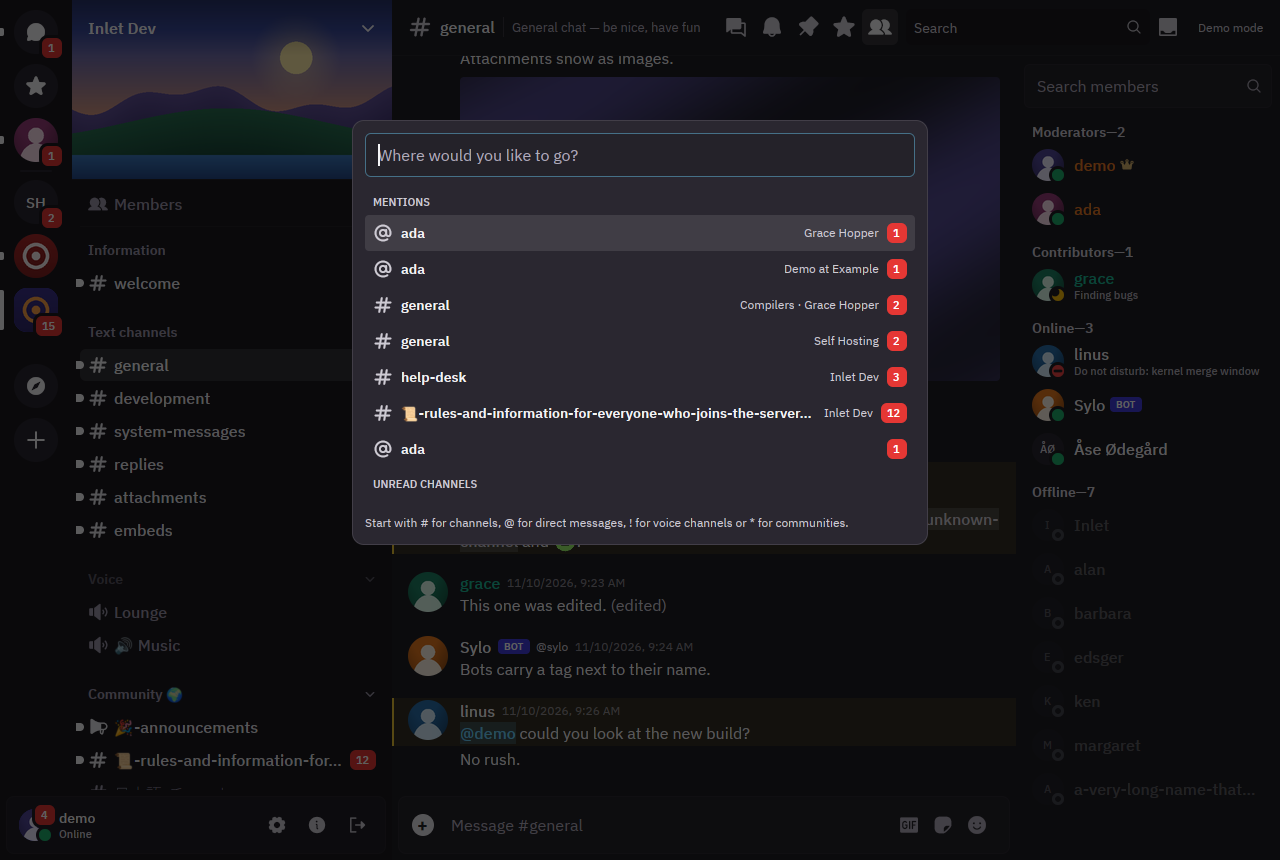 1
1
SH
2
15
Inlet Dev
Members
Information
welcome
Text channels
general
development
system-messages
replies
attachments
embeds
Voice
Lounge
🔊 Music
Community 🌍
🎉-announcements
📜-rules-and-information-for... 12
4
demo
Online
# general General chat — be nice, have fun
Search
Demo mode
Attachments show as images.
Where would you like to go?
MENTIONS
@ ada Grace Hopper 1
@ ada Demo at Example 1
# general Compilers · Grace Hopper 2
# general Self Hosting 2
# help-desk Inlet Dev 3
# 📜-rules-and-information-for-everyone-who-joins-the-server... Inlet Dev 12
@ ada 1
UNREAD CHANNELS
Start with # for channels, @ for direct messages, ! for voice channels or * for communities.
unknown-
grace 11/10/2026, 9:23 AM
This one was edited. (edited)
Sylo BOT @sylo 11/10/2026, 9:24 AM
Bots carry a tag next to their name.
linus 11/10/2026, 9:26 AM
@demo could you look at the new build?
No rush.
Message #general
GIF
Search members
Moderators—2
demo
ada
Contributors—1
grace
Finding bugs
Online—3
linus
Do not disturb: kernel merge window
Sylo BOT
ÅØ
Åse Ødegård
Offline—7
I Inlet
A alan
B barbara
E edsger
K ken
M margaret
A a-very-long-name-that...